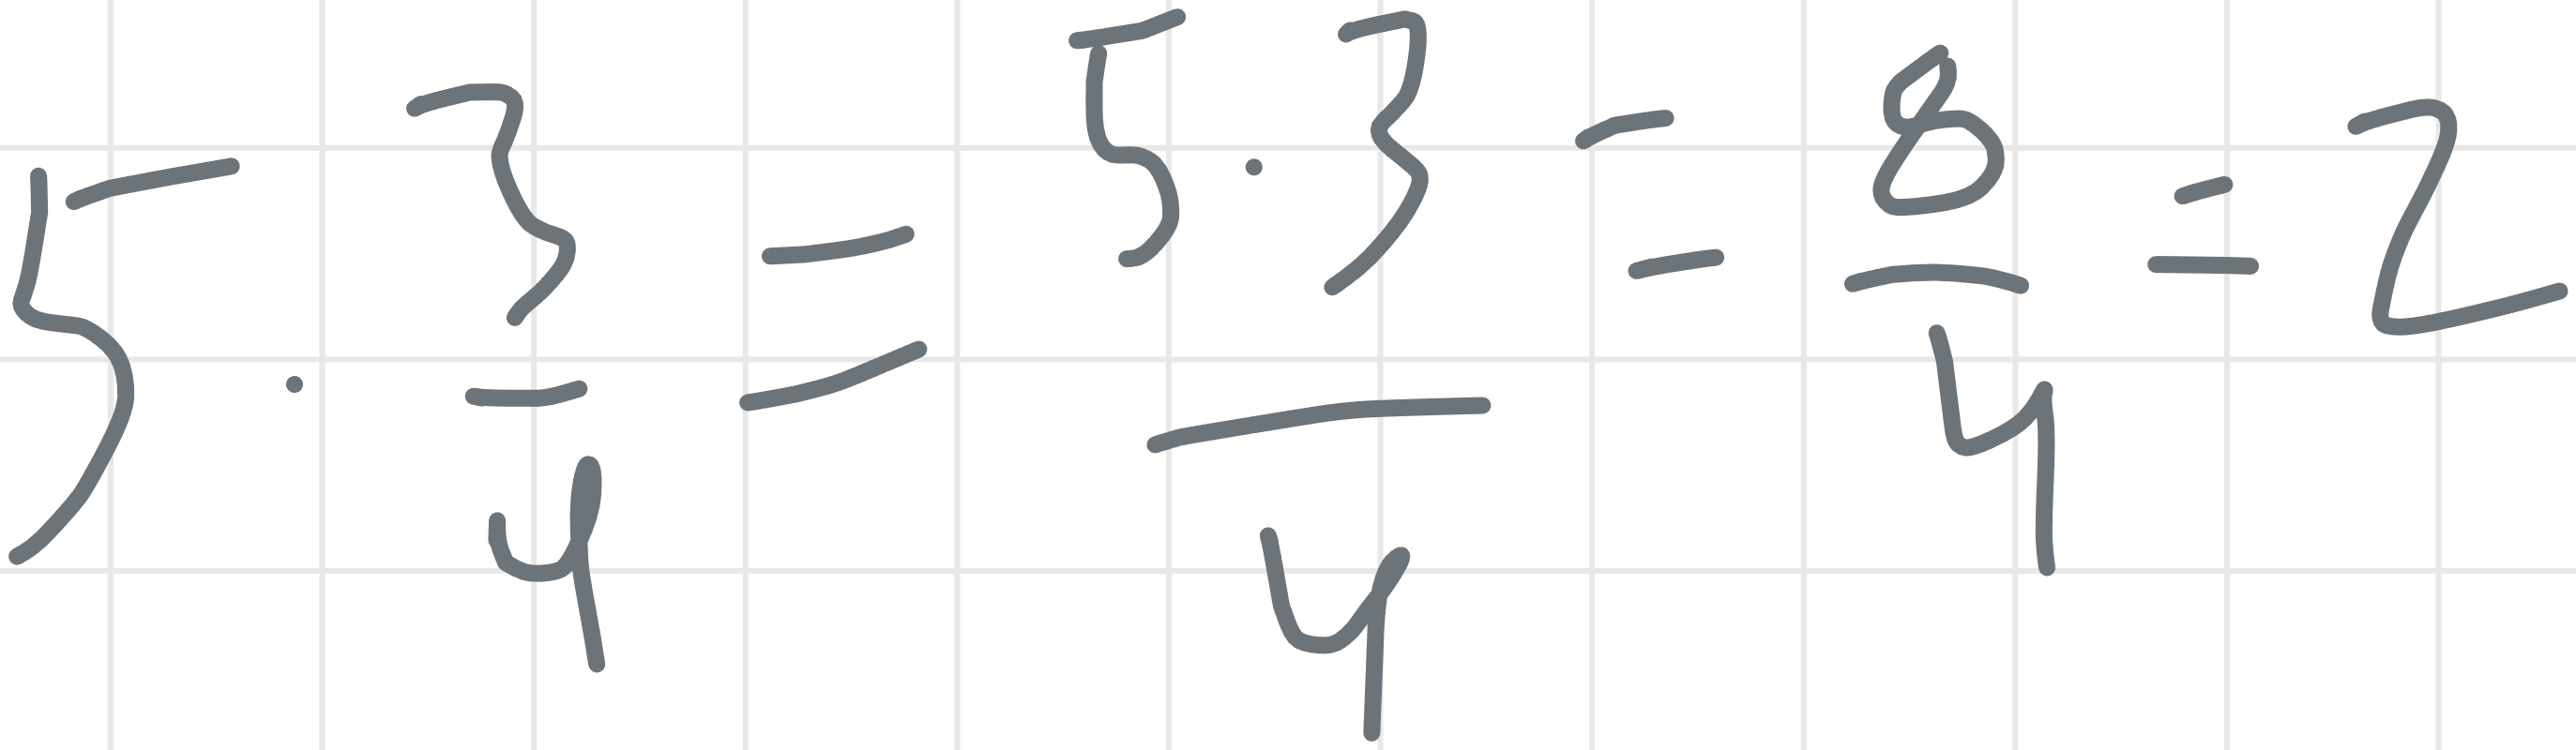 5 · 3/4 = 5·3/4 = 8/4 = 2